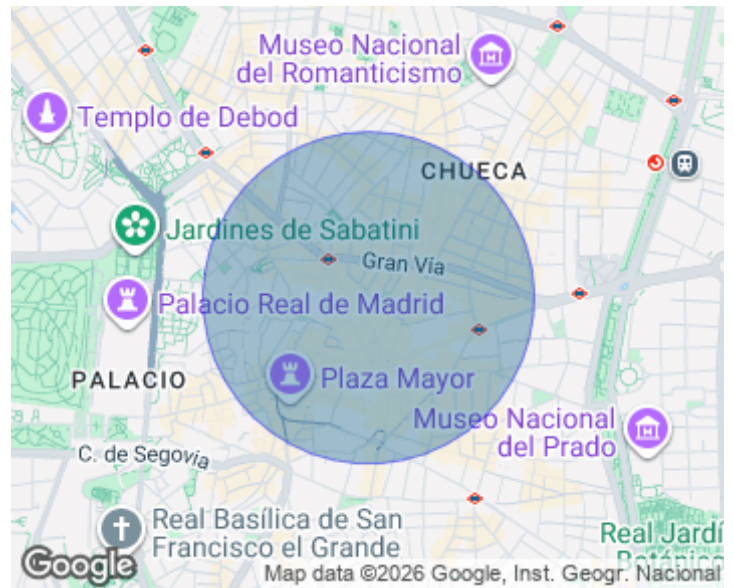 Museo Nacional
del Romanticismo
Templo de Debod
CHUECA
Jardines de Sabatini
Gran Vía
Palacio Real de Madrid
PALACIO
Plaza Mayor
Museo Nacional
del Prado
C. de Segovia
Real Basílica de San
Francisco el Grande
Real Jardí
Botánico
Google
Map data ©2026 Google, Inst. Geogr. Nacional